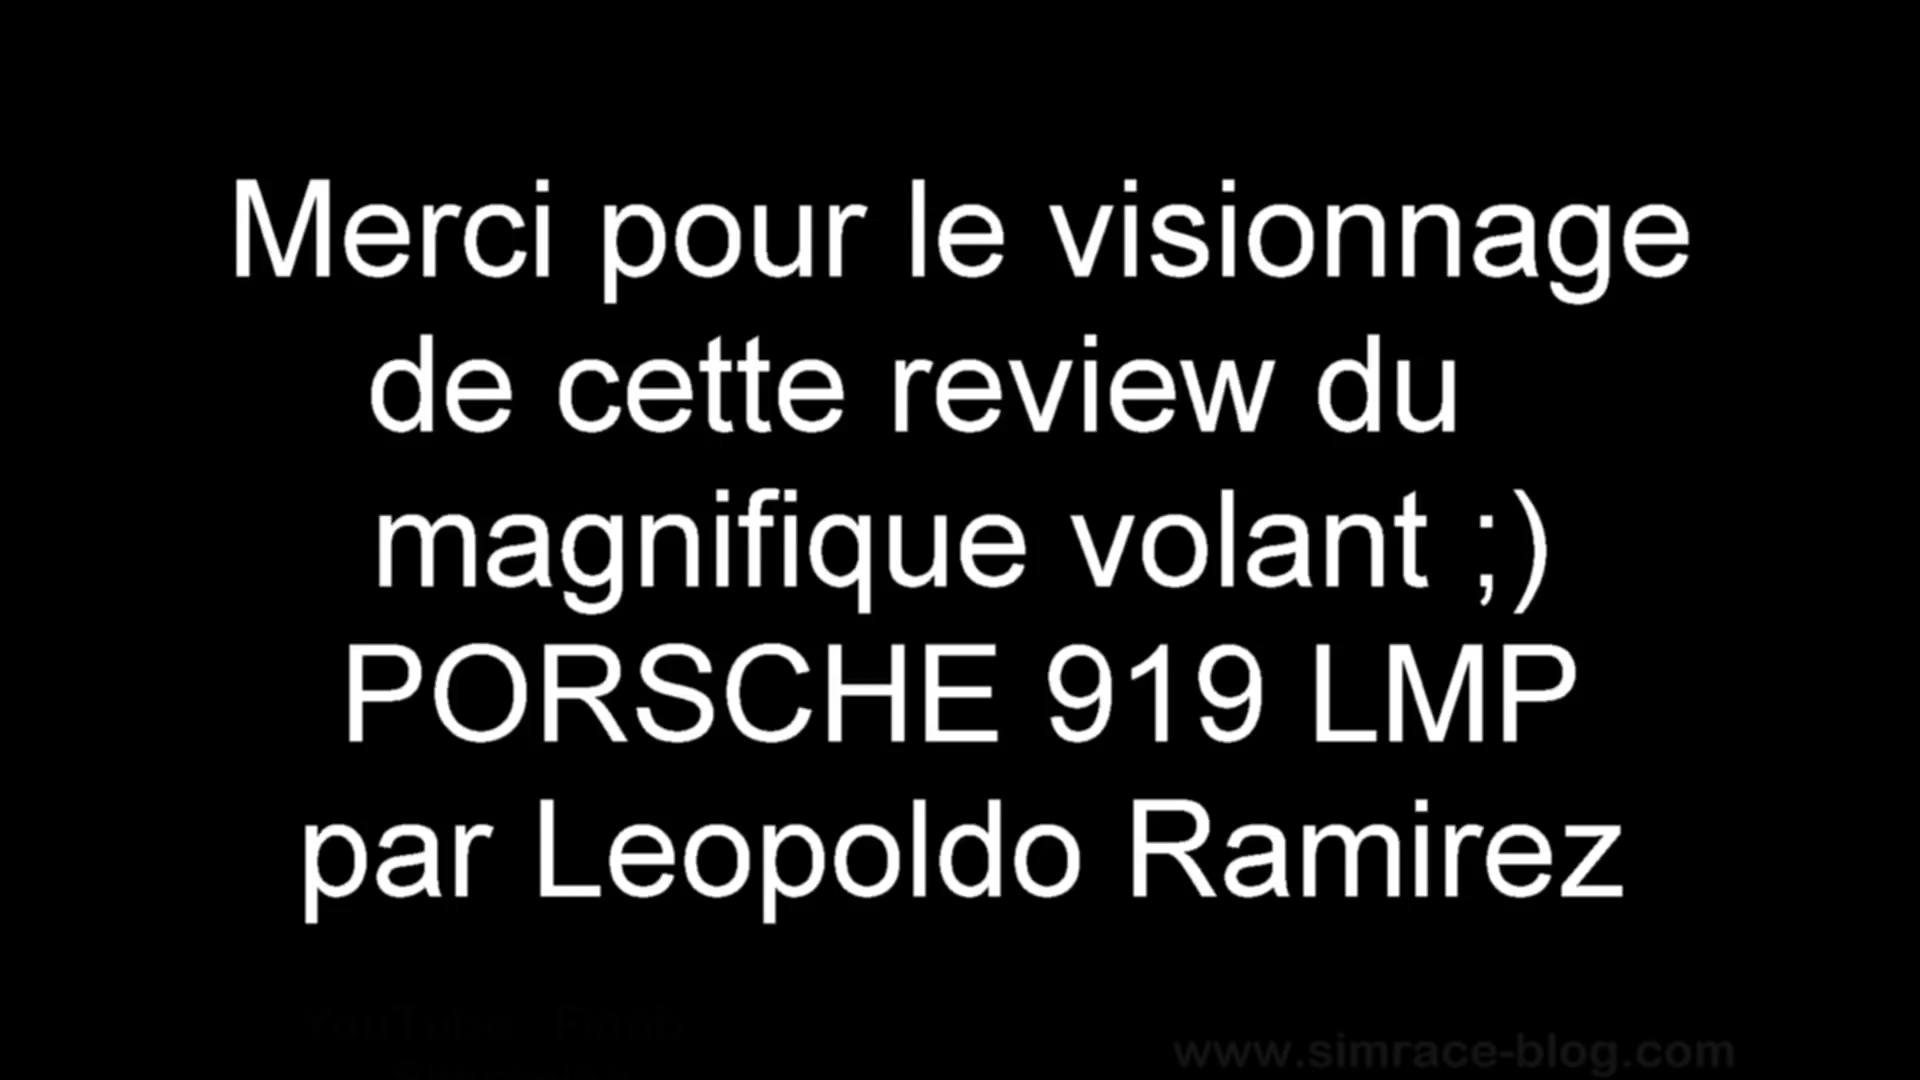 Merci pour le visionnage
de cette review du
magnifique volant ;)
PORSCHE 919 LMP
par Leopoldo Ramirez
YouTube
www.simrace-blog.com